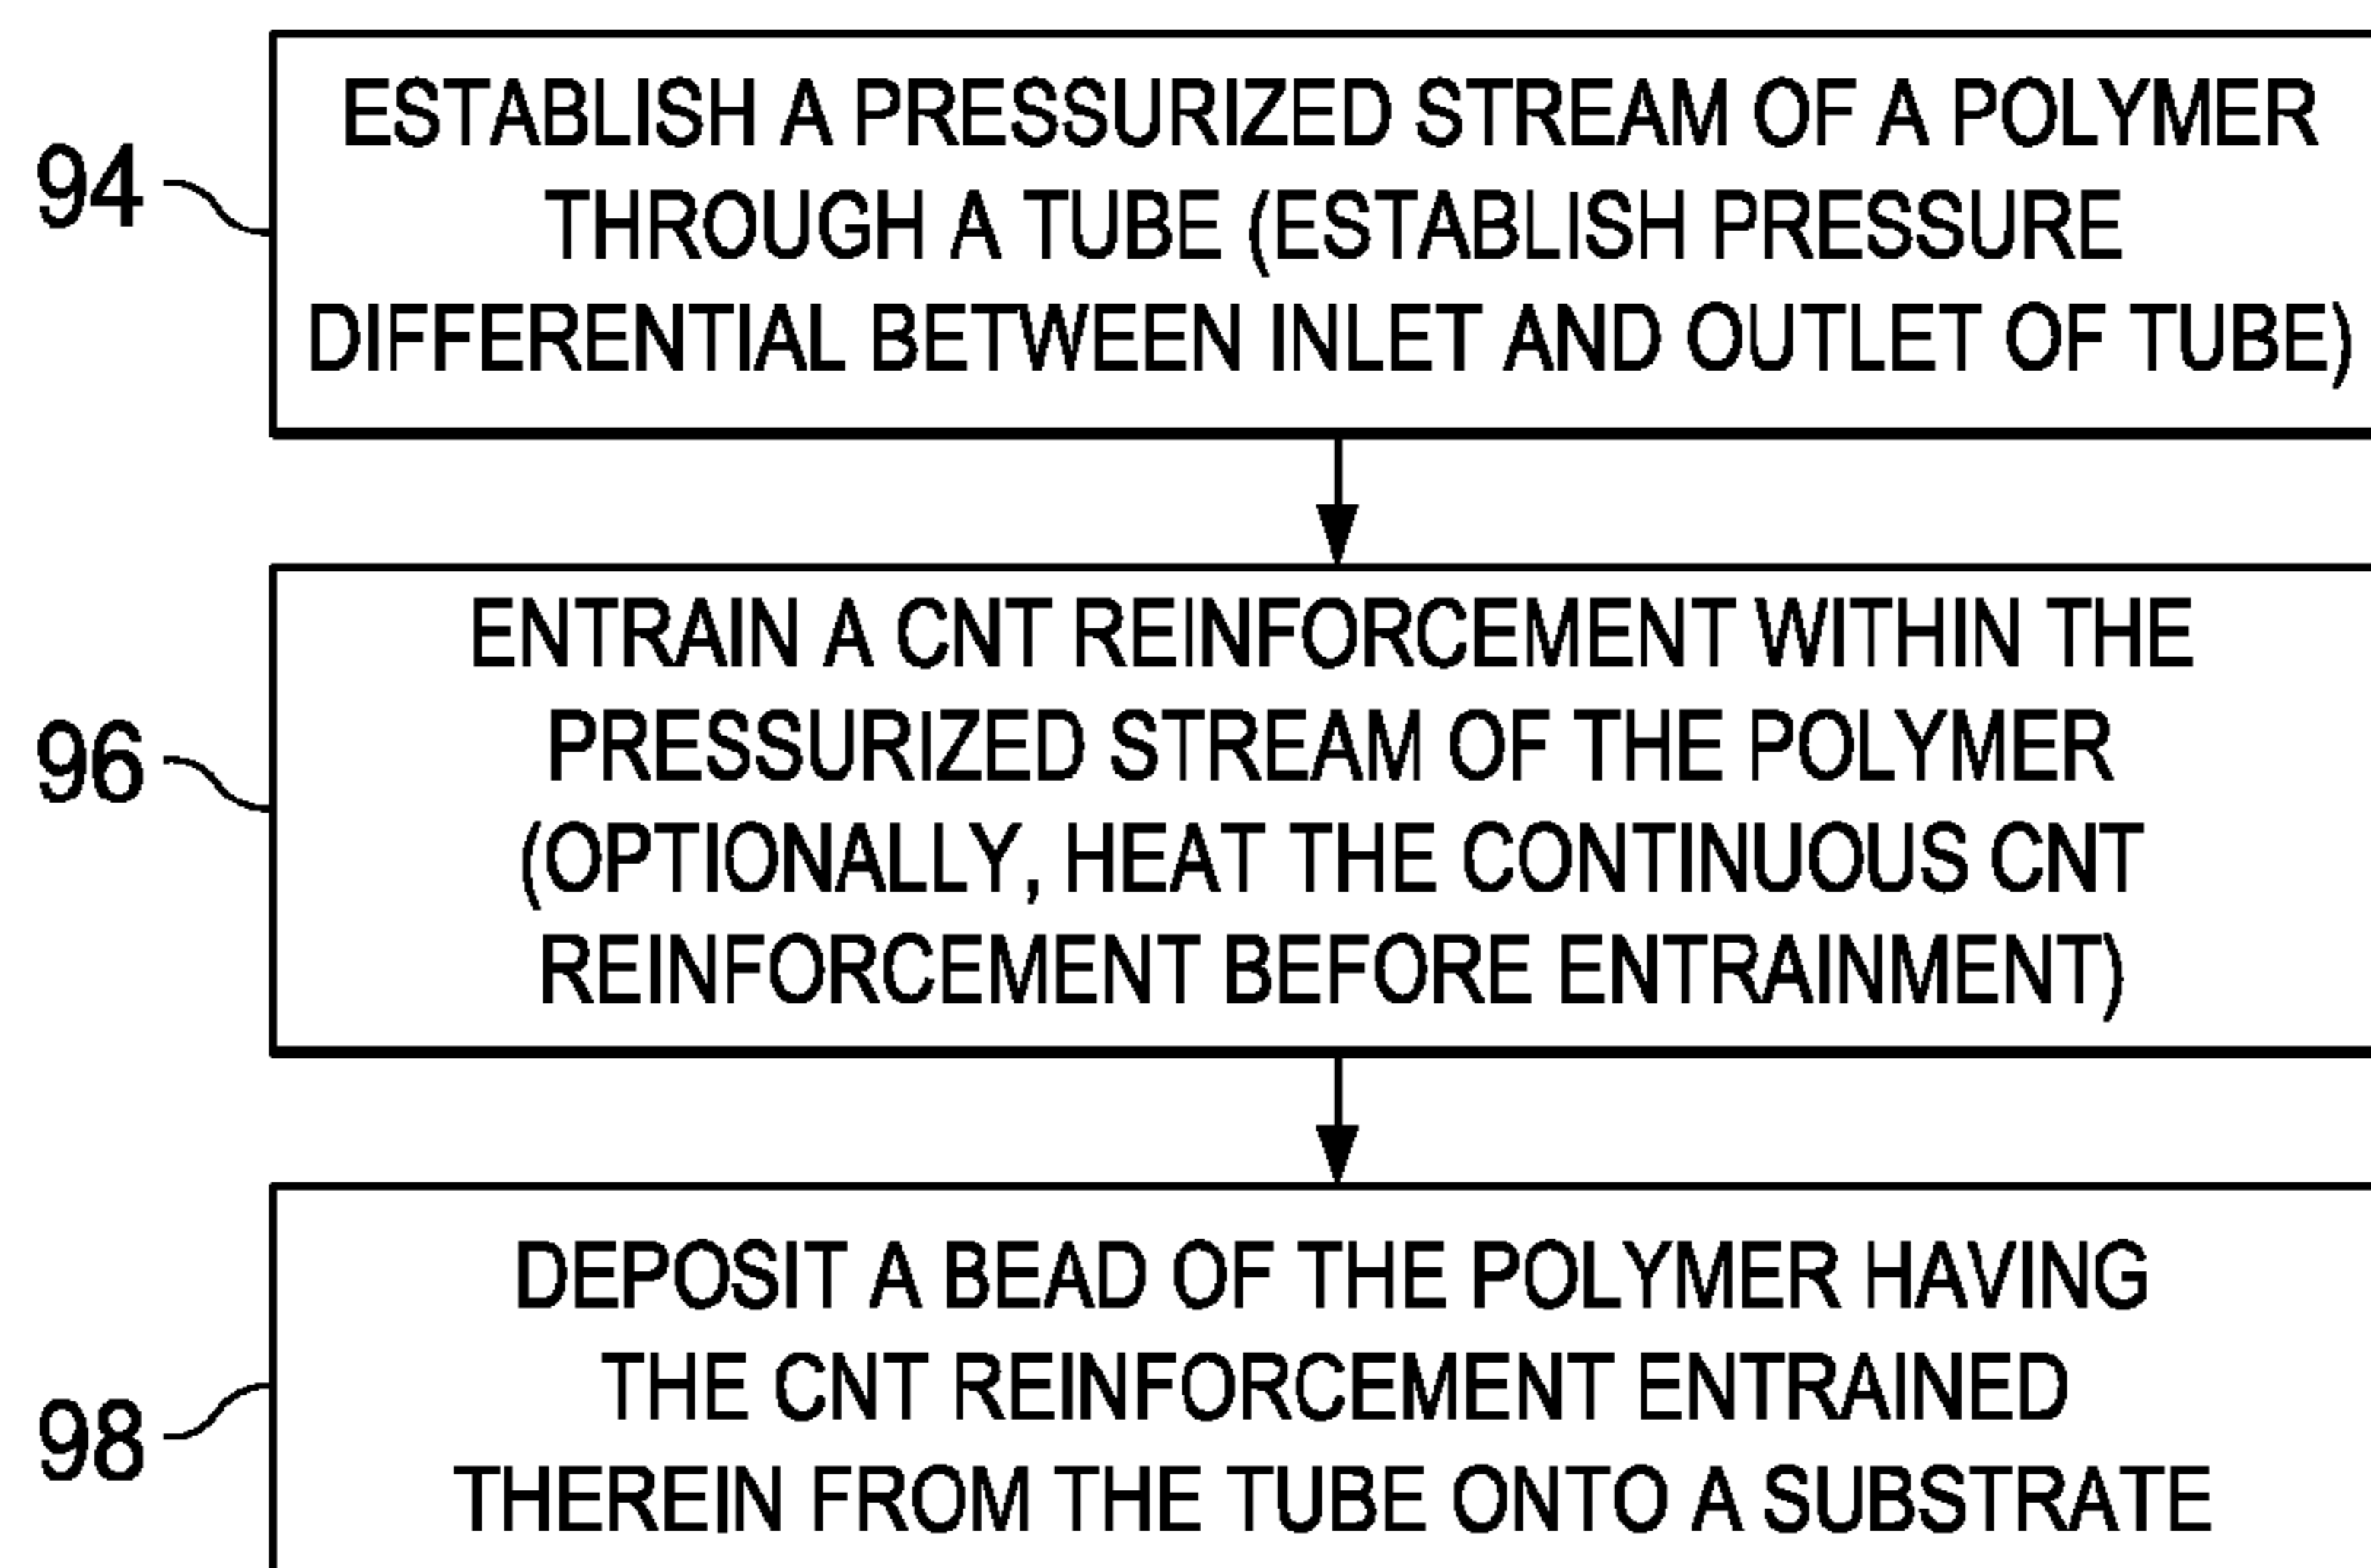 94
ESTABLISH A PRESSURIZED STREAM OF A POLYMER
THROUGH A TUBE (ESTABLISH PRESSURE
DIFFERENTIAL BETWEEN INLET AND OUTLET OF TUBE)
96
ENTRAIN A CNT REINFORCEMENT WITHIN THE
PRESSURIZED STREAM OF THE POLYMER
(OPTIONALLY, HEAT THE CONTINUOUS CNT
REINFORCEMENT BEFORE ENTRAINMENT)
98
DEPOSIT A BEAD OF THE POLYMER HAVING
THE CNT REINFORCEMENT ENTRAINED
THEREIN FROM THE TUBE ONTO A SUBSTRATE